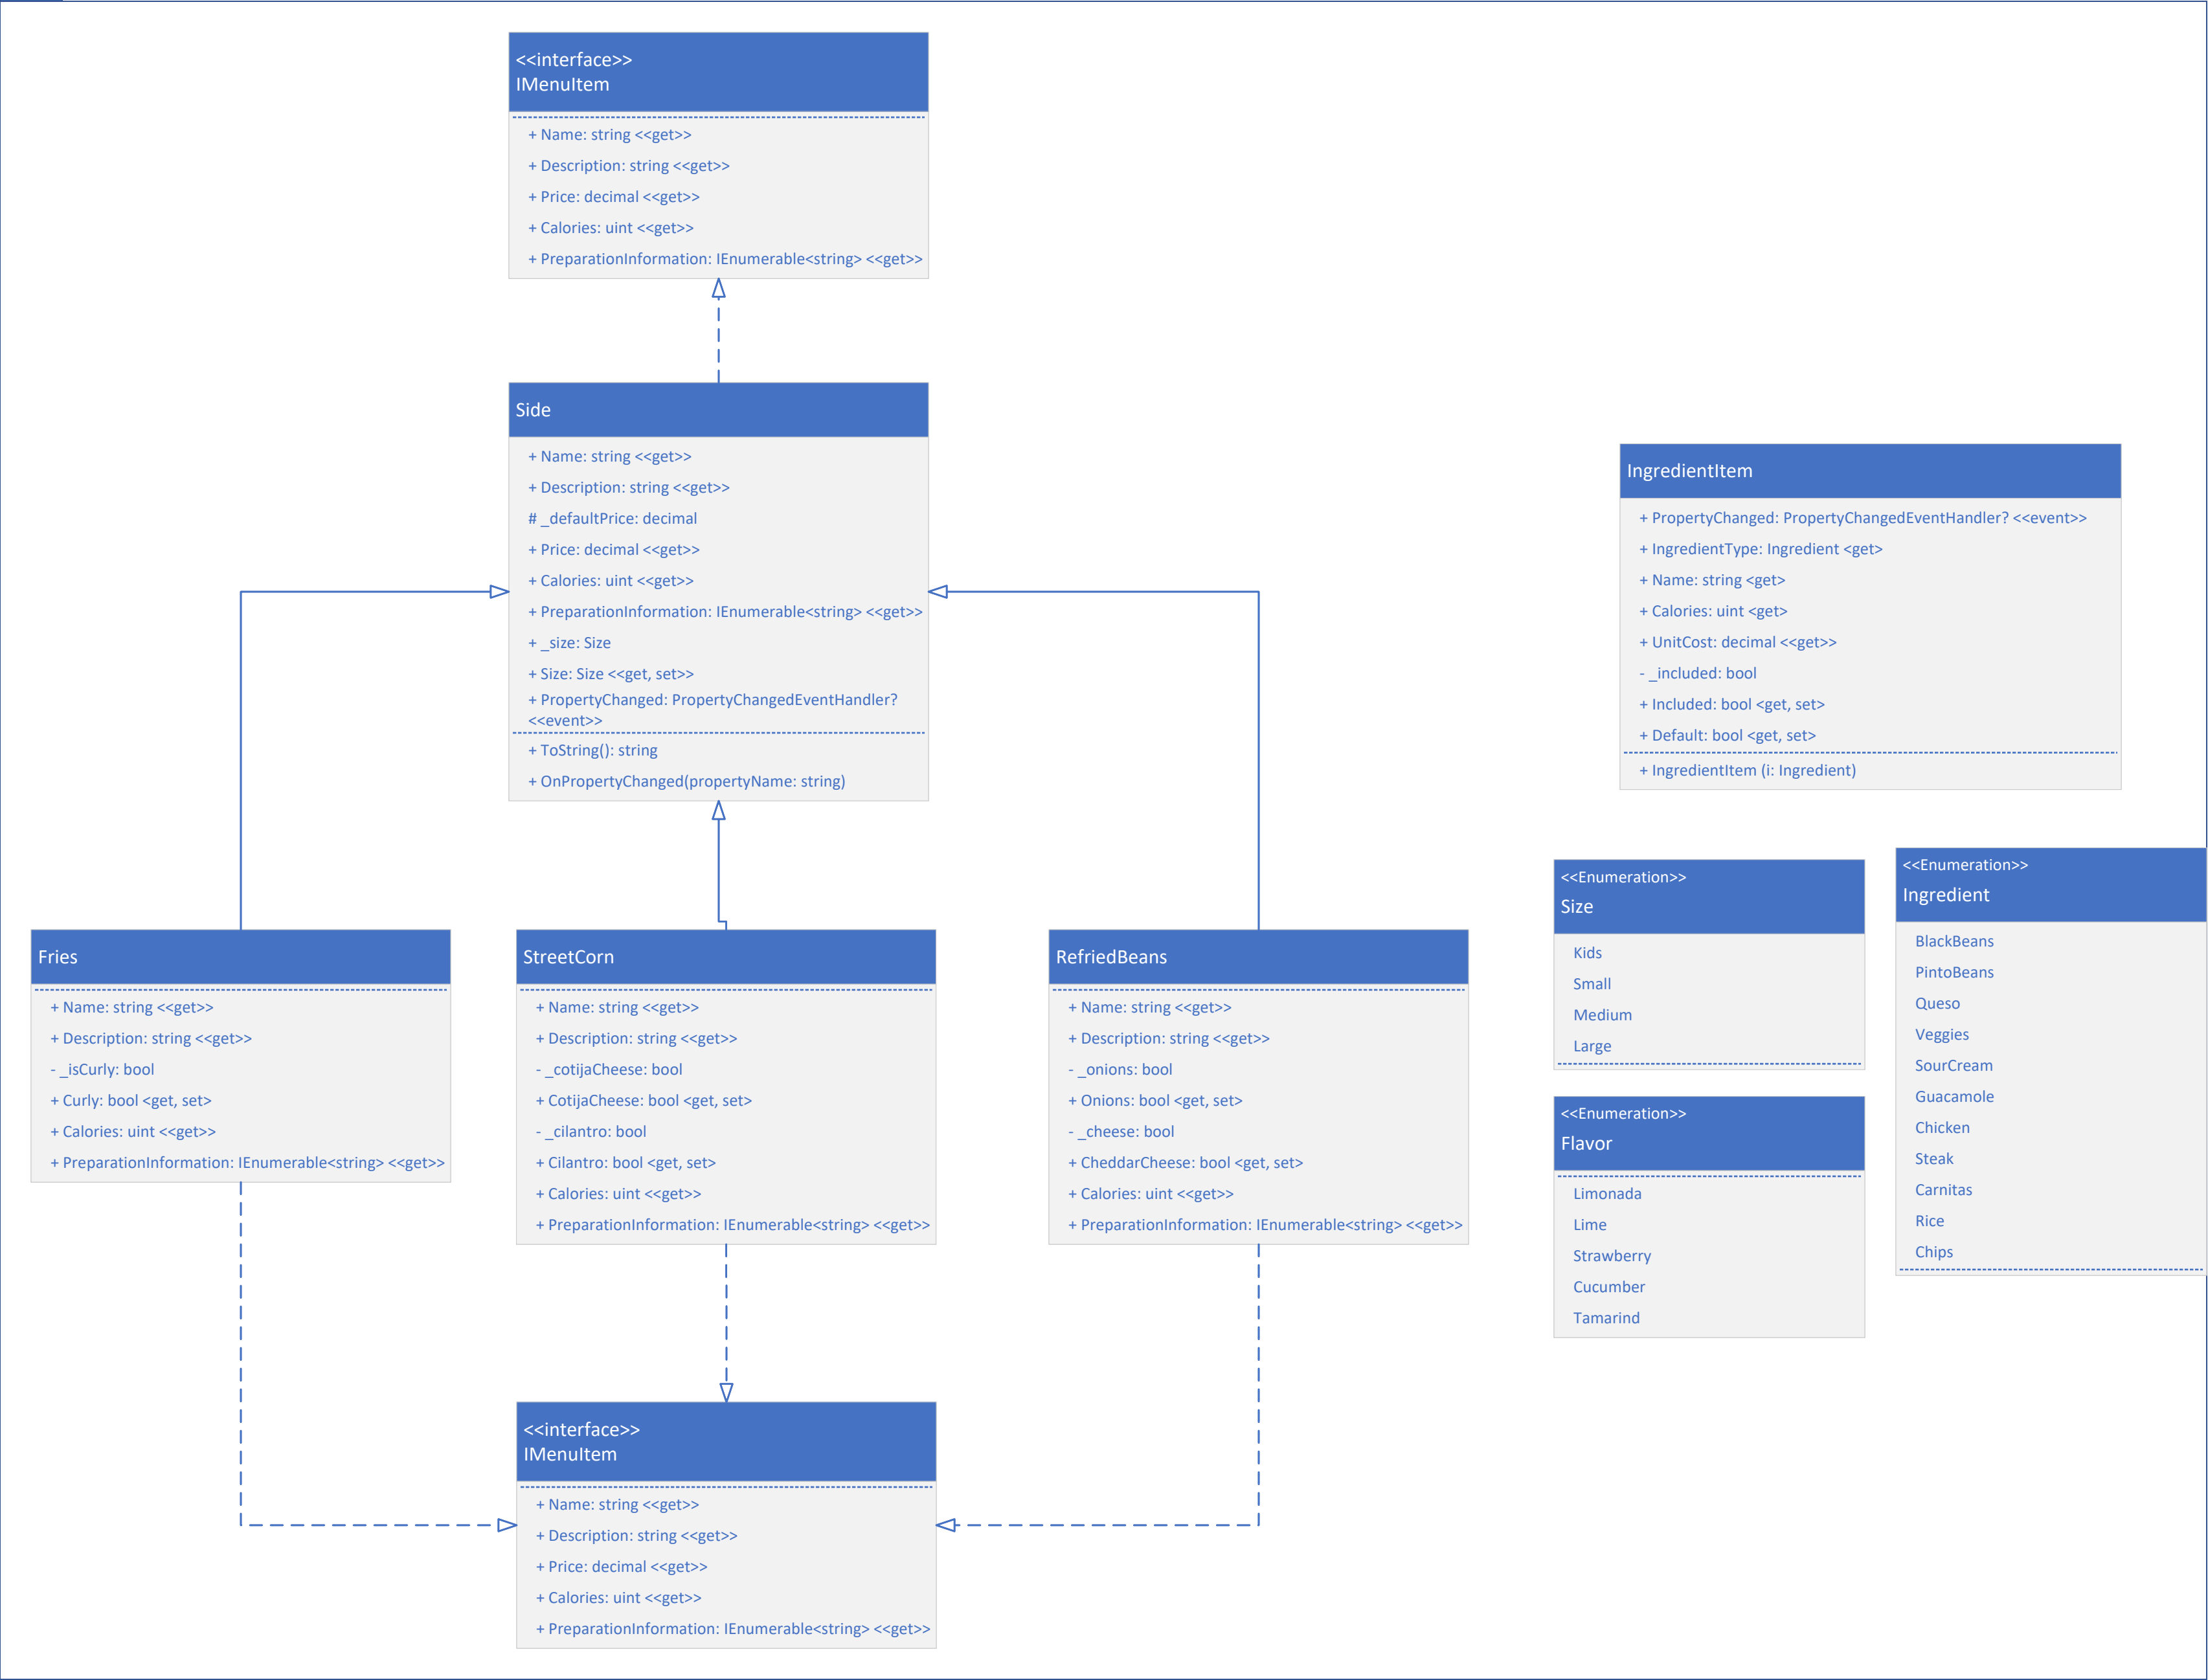 <<interface>>
IMenuItem
+ Name: string <<get>>
+ Description: string <<get>>
+ Price: decimal <<get>>
+ Calories: uint <<get>>
+ PreparationInformation: IEnumerable<string> <<get>>
Side
+ Name: string <<get>>
+ Description: string <<get>>
# _defaultPrice: decimal
+ Price: decimal <<get>>
+ Calories: uint <<get>>
+ PreparationInformation: IEnumerable<string> <<get>>
+ _size: Size
+ Size: Size <<get, set>>
+ PropertyChanged: PropertyChangedEventHandler?
<<event>>
+ ToString(): string
+ OnPropertyChanged(propertyName: string)
IngredientItem
+ PropertyChanged: PropertyChangedEventHandler? <<event>>
+ IngredientType: Ingredient <get>
+ Name: string <get>
+ Calories: uint <get>
+ UnitCost: decimal <<get>>
- _included: bool
+ Included: bool <get, set>
+ Default: bool <get, set>
+ IngredientItem (i: Ingredient)
Fries
+ Name: string <<get>>
+ Description: string <<get>>
- _isCurly: bool
+ Curly: bool <get, set>
+ Calories: uint <<get>>
+ PreparationInformation: IEnumerable<string> <<get>>
StreetCorn
+ Name: string <<get>>
+ Description: string <<get>>
- _cotijaCheese: bool
+ CotijaCheese: bool <get, set>
- _cilantro: bool
+ Cilantro: bool <get, set>
+ Calories: uint <<get>>
+ PreparationInformation: IEnumerable<string> <<get>>
RefriedBeans
+ Name: string <<get>>
+ Description: string <<get>>
- _onions: bool
+ Onions: bool <get, set>
- _cheese: bool
+ CheddarCheese: bool <get, set>
+ Calories: uint <<get>>
+ PreparationInformation: IEnumerable<string> <<get>>
<<Enumeration>>
Size
Kids
Small
Medium
Large
<<Enumeration>>
Flavor
Limonada
Lime
Strawberry
Cucumber
Tamarind
<<Enumeration>>
Ingredient
BlackBeans
PintoBeans
Queso
Veggies
SourCream
Guacamole
Chicken
Steak
Carnitas
Rice
Chips
<<interface>>
IMenuItem
+ Name: string <<get>>
+ Description: string <<get>>
+ Price: decimal <<get>>
+ Calories: uint <<get>>
+ PreparationInformation: IEnumerable<string> <<get>>